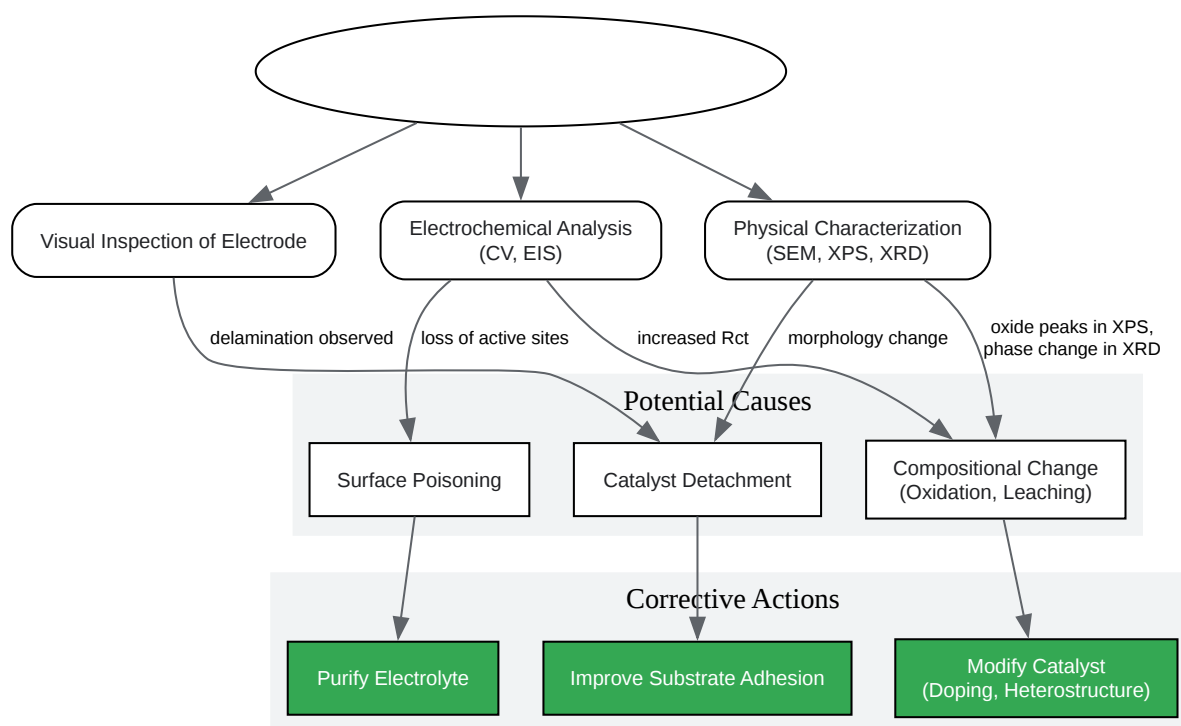 Visual Inspection of Electrode
Electrochemical Analysis
(CV, EIS)
Physical Characterization
(SEM, XPS, XRD)
delamination observed
loss of active sites
increased Rct
morphology change
oxide peaks in XPS,
phase change in XRD
Potential Causes
Surface Poisoning
Catalyst Detachment
Compositional Change
(Oxidation, Leaching)
Corrective Actions
Purify Electrolyte
Improve Substrate Adhesion
Modify Catalyst
(Doping, Heterostructure)